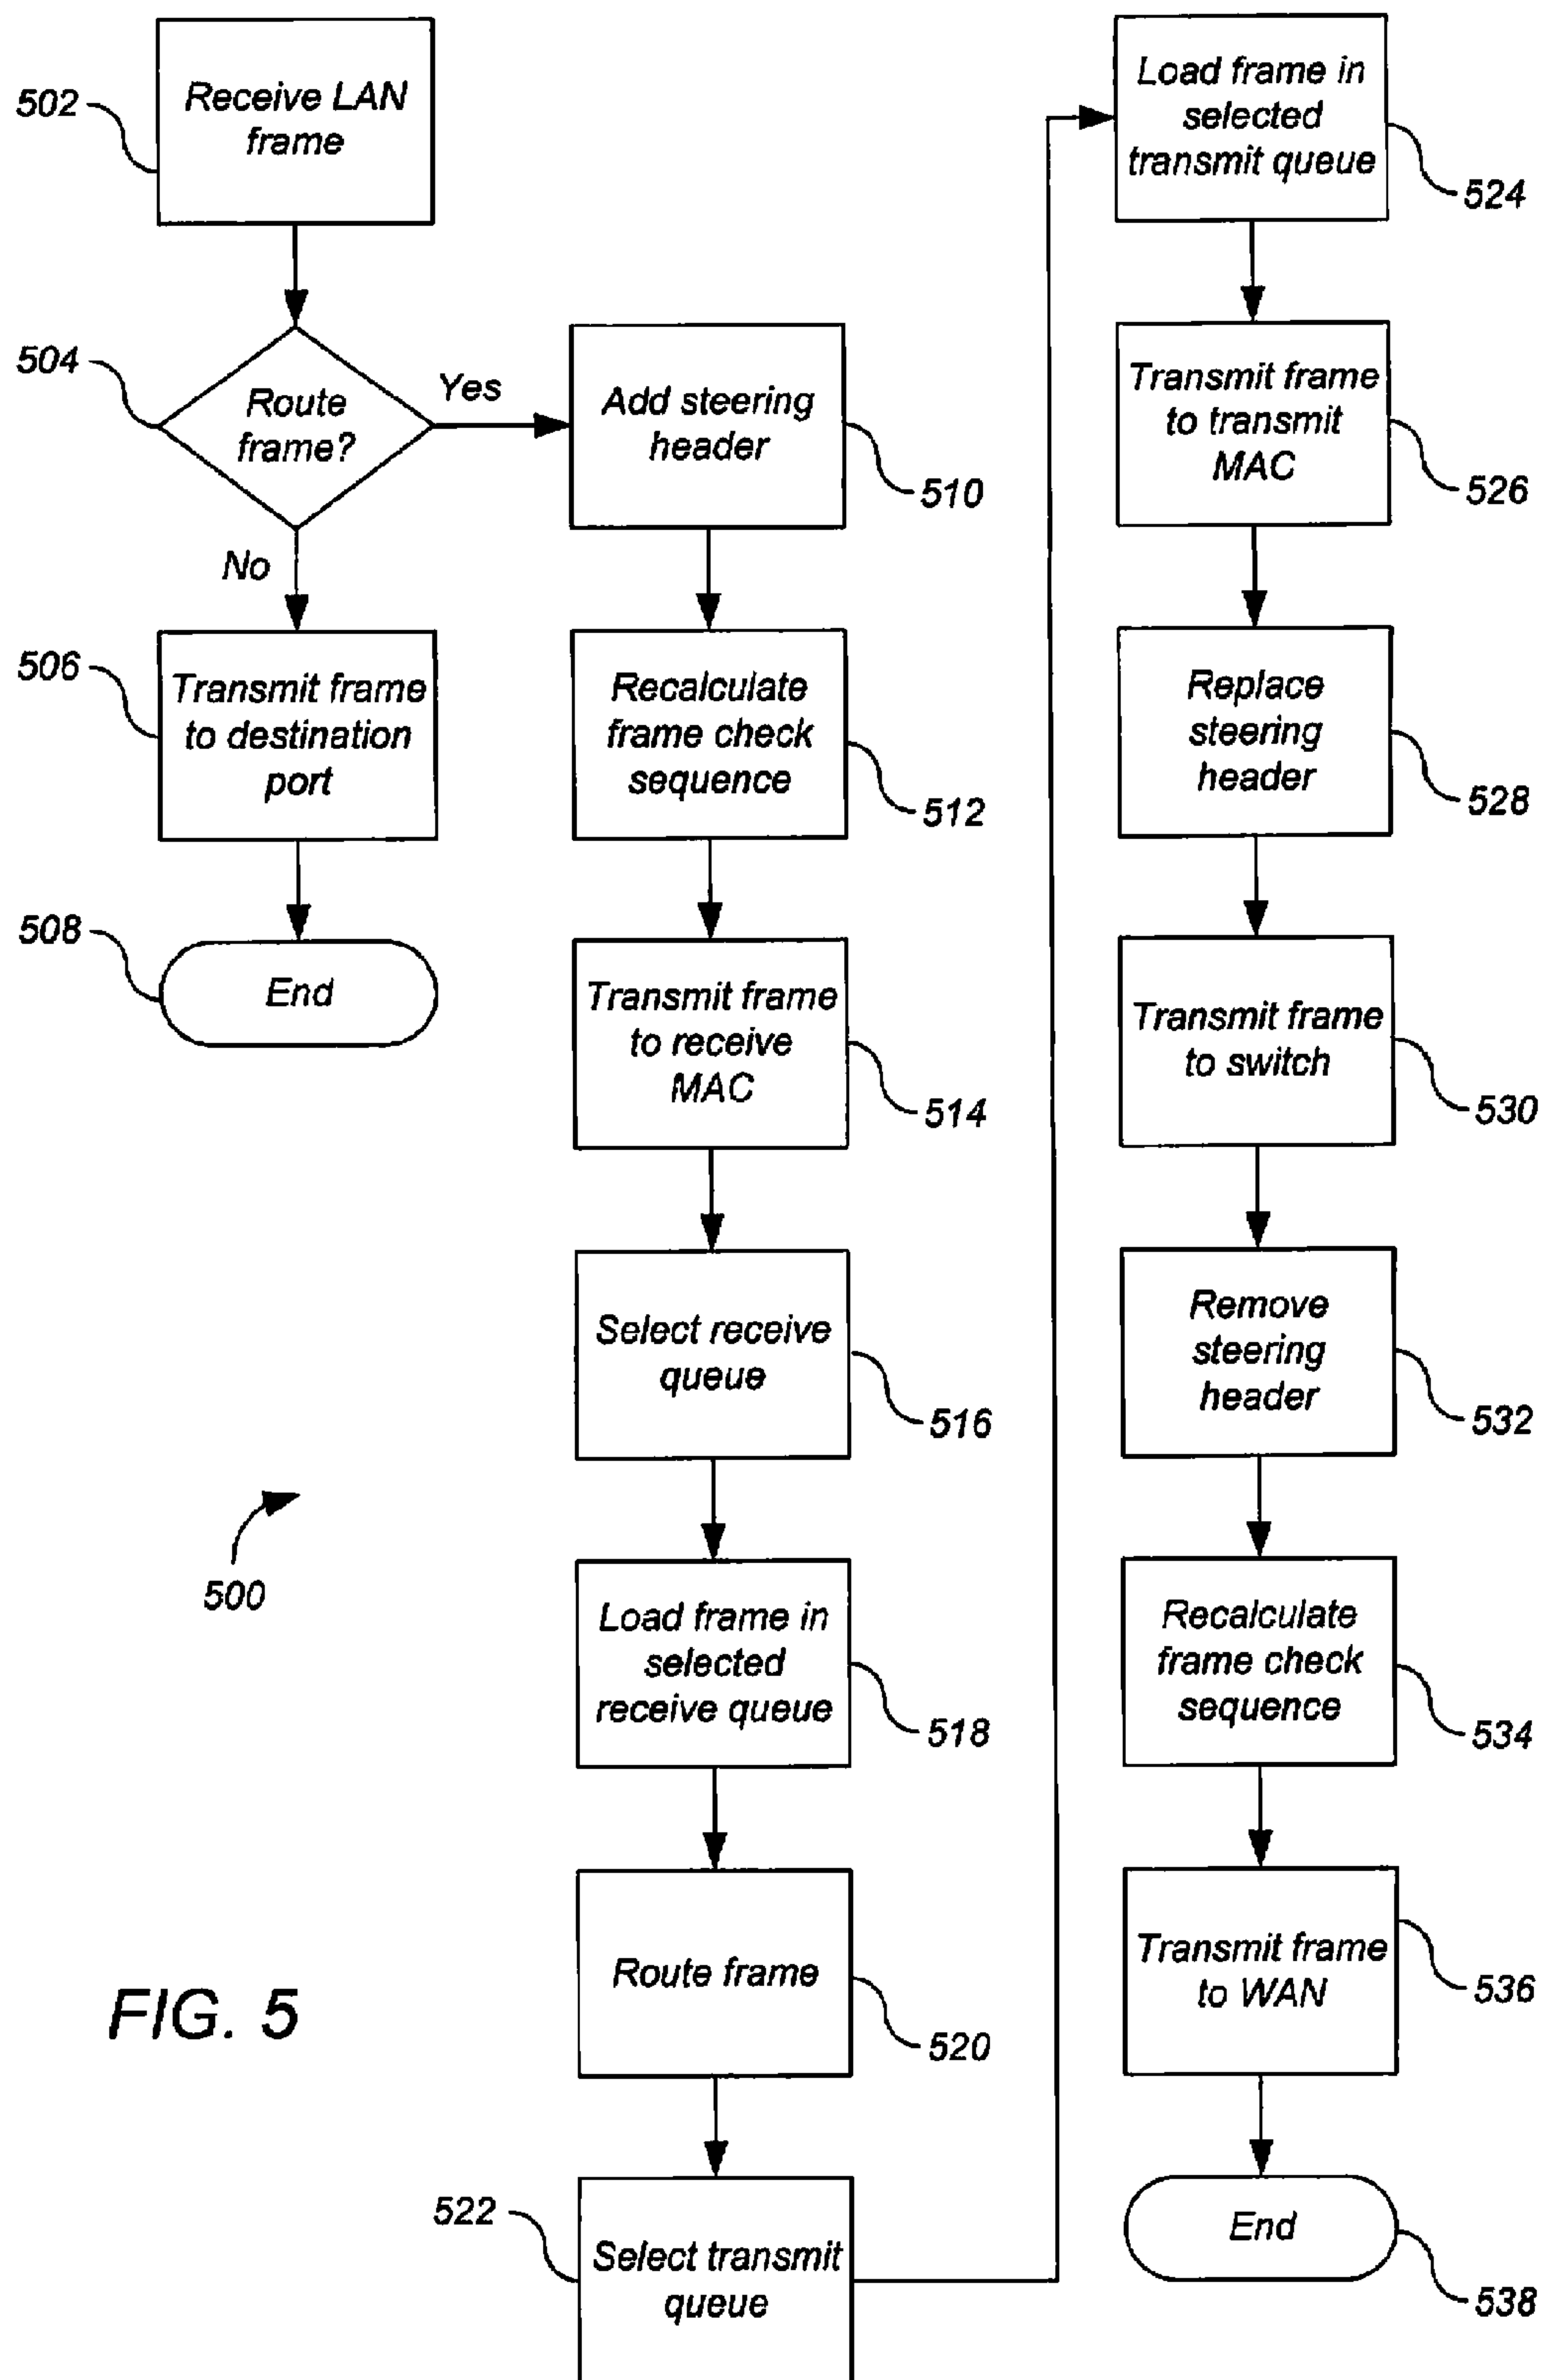 502
Receive LAN
frame
504
Route
frame?
Yes
No
506
Transmit frame
to destination
port
508
End
Add steering
header
510
Recalculate
frame check
sequence
512
Transmit frame
to receive
MAC
514
Select receive
queue
516
Load frame in
selected
receive queue
518
Route frame
520
522
Select transmit
queue
Load frame in
selected
transmit queue
524
Transmit frame
to transmit
MAC
526
Replace
steering
header
528
Transmit frame
to switch
530
Remove
steering
header
532
Recalculate
frame check
sequence
534
Transmit frame
to WAN
536
End
538
500
FIG. 5